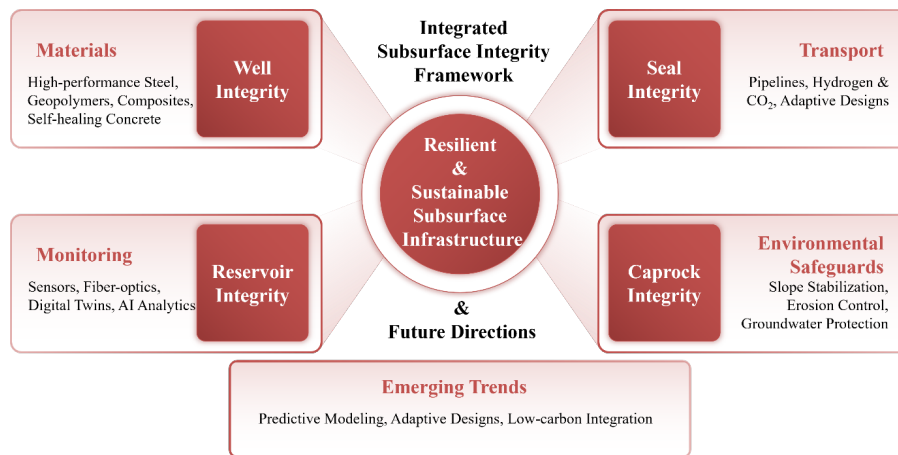 Integrated
Subsurface Integrity
Framework
Materials
High-performance Steel,
Geopolymers, Composites,
Self-healing Concrete
Well
Integrity
Seal
Integrity
Transport
Pipelines, Hydrogen &
CO₂, Adaptive Designs
Resilient
&
Sustainable
Subsurface
Infrastructure
Monitoring
Sensors, Fiber-optics,
Digital Twins, AI Analytics
Reservoir
Integrity
Caprock
Integrity
Environmental
Safeguards
Slope Stabilization,
Erosion Control,
Groundwater Protection
&
Future Directions
Emerging Trends
Predictive Modeling, Adaptive Designs, Low-carbon Integration